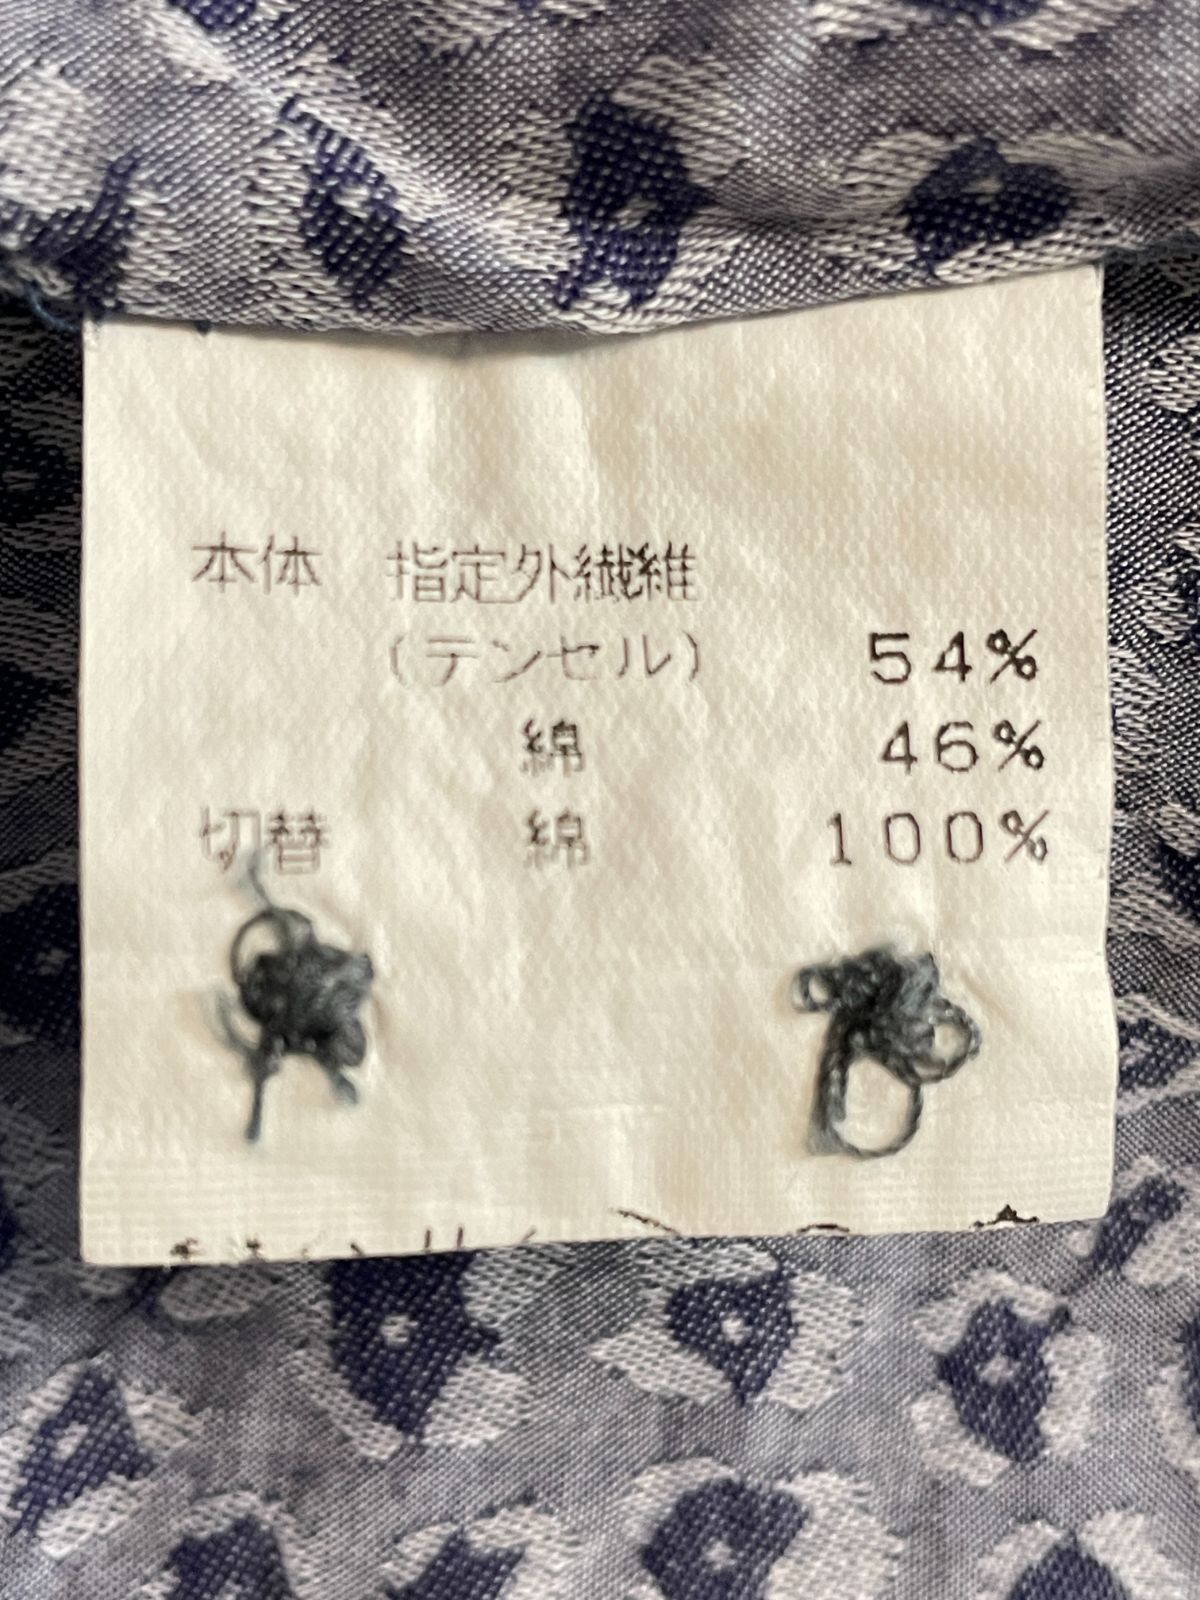 本体 指定外繊維
(テンセル) 54%
綿 46%
切替 綿 100%